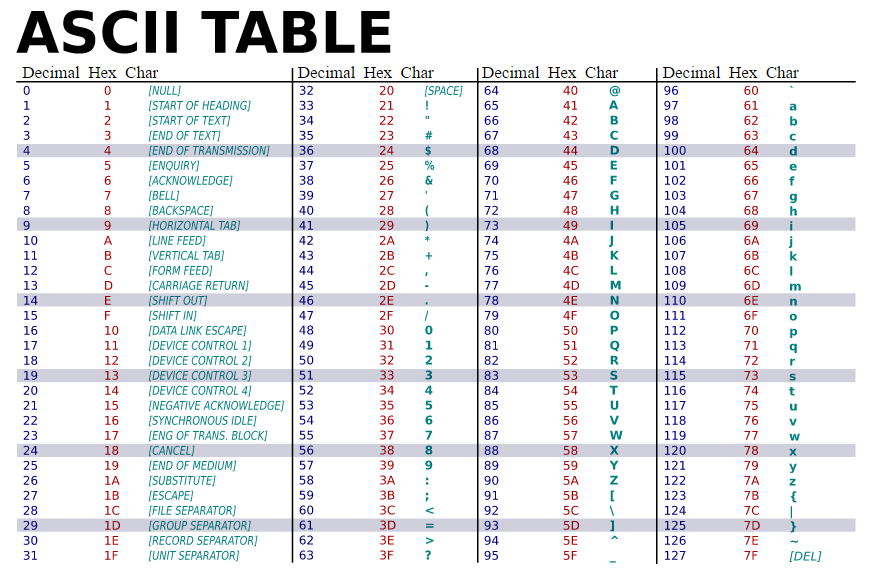 ASCII TABLE
Decimal Hex Char Decimal Hex Char Decimal Hex Char Decimal Hex Char
0 0 [NULL] 32 20 [SPACE] 64 40 @ 96 60 `
1 1 [START OF HEADING] 33 21 ! 65 41 A 97 61 a
2 2 [START OF TEXT] 34 22 " 66 42 B 98 62 b
3 3 [END OF TEXT] 35 23 # 67 43 C 99 63 c
4 4 [END OF TRANSMISSION] 36 24 $ 68 44 D 100 64 d
5 5 [ENQUIRY] 37 25 % 69 45 E 101 65 e
6 6 [ACKNOWLEDGE] 38 26 & 70 46 F 102 66 f
7 7 [BELL] 39 27 ' 71 47 G 103 67 g
8 8 [BACKSPACE] 40 28 ( 72 48 H 104 68 h
9 9 [HORIZONTAL TAB] 41 29 ) 73 49 I 105 69 i
10 A [LINE FEED] 42 2A * 74 4A J 106 6A j
11 B [VERTICAL TAB] 43 2B + 75 4B K 107 6B k
12 C [FORM FEED] 44 2C , 76 4C L 108 6C l
13 D [CARRIAGE RETURN] 45 2D - 77 4D M 109 6D m
14 E [SHIFT OUT] 46 2E . 78 4E N 110 6E n
15 F [SHIFT IN] 47 2F / 79 4F O 111 6F o
16 10 [DATA LINK ESCAPE] 48 30 0 80 50 P 112 70 p
17 11 [DEVICE CONTROL 1] 49 31 1 81 51 Q 113 71 q
18 12 [DEVICE CONTROL 2] 50 32 2 82 52 R 114 72 r
19 13 [DEVICE CONTROL 3] 51 33 3 83 53 S 115 73 s
20 14 [DEVICE CONTROL 4] 52 34 4 84 54 T 116 74 t
21 15 [NEGATIVE ACKNOWLEDGE] 53 35 5 85 55 U 117 75 u
22 16 [SYNCHRONOUS IDLE] 54 36 6 86 56 V 118 76 v
23 17 [ENG OF TRANS. BLOCK] 55 37 7 87 57 W 119 77 w
24 18 [CANCEL] 56 38 8 88 58 X 120 78 x
25 19 [END OF MEDIUM] 57 39 9 89 59 Y 121 79 y
26 1A [SUBSTITUTE] 58 3A : 90 5A Z 122 7A z
27 1B [ESCAPE] 59 3B ; 91 5B [ 123 7B {
28 1C [FILE SEPARATOR] 60 3C < 92 5C \ 124 7C |
29 1D [GROUP SEPARATOR] 61 3D = 93 5D ] 125 7D }
30 1E [RECORD SEPARATOR] 62 3E > 94 5E ^ 126 7E ~
31 1F [UNIT SEPARATOR] 63 3F ? 95 5F _ 127 7F [DEL]